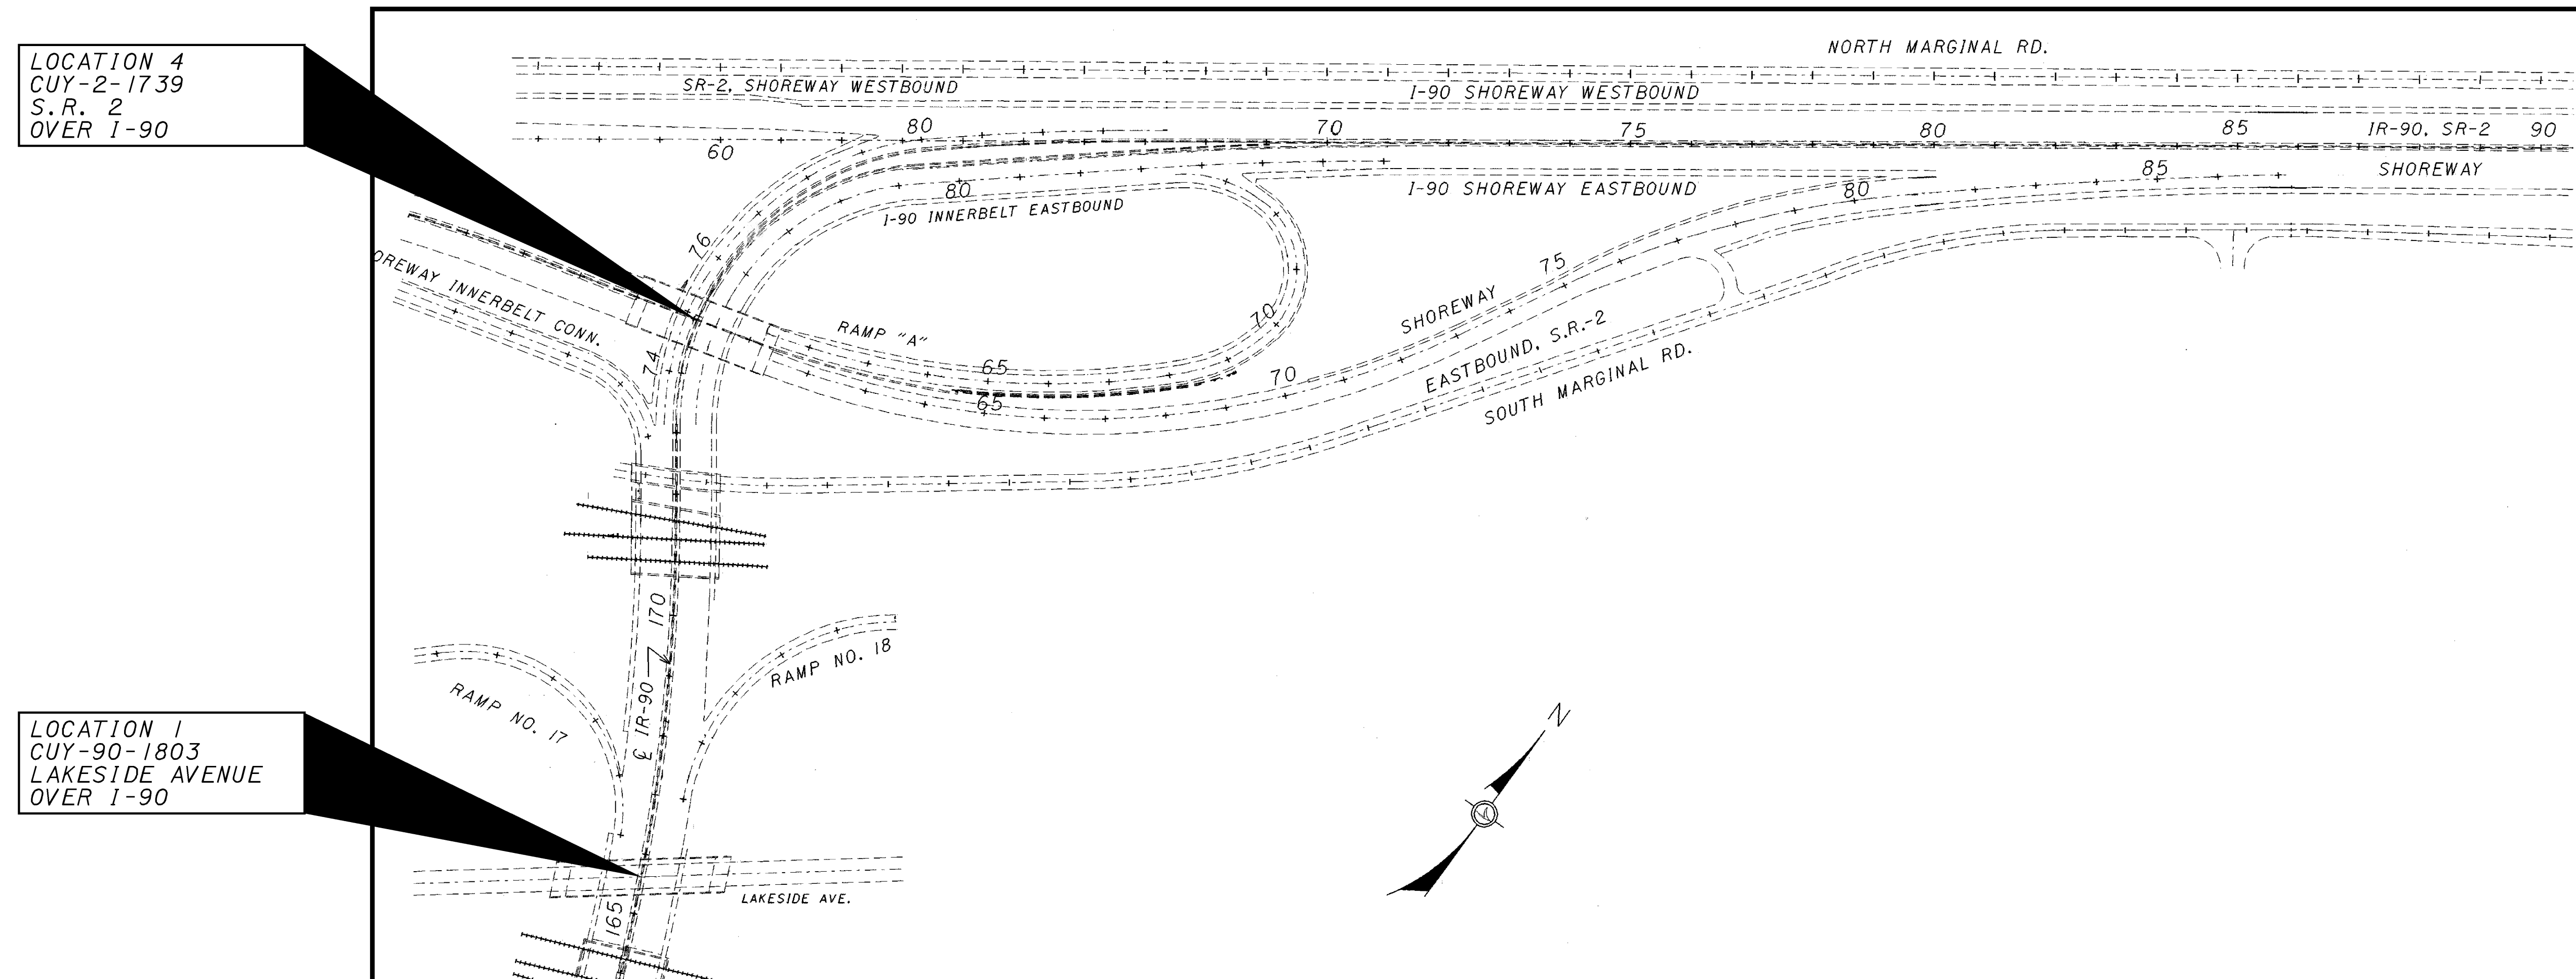 LOCATION 4
CUY-2-1739
S.R. 2
OVER I-90
NORTH MARGINAL RD.
SR-2, SHOREWAY WESTBOUND
I-90 SHOREWAY WESTBOUND
80
70
75
80
85
IR-90, SR-2
90
60
SHOREWAY
85
80
I-90 SHOREWAY EASTBOUND
80
I-90 INNERBELT EASTBOUND
76
75
OREWAY INNERBELT CONN.
SHOREWAY
70
RAMP "A"
EASTBOUND, S.R.-2
74
65
70
SOUTH MARGINAL RD.
65
170
RAMP NO. 18
RAMP NO. 17
℄ IR-90
N
LOCATION 1
CUY-90-1803
LAKESIDE AVENUE
OVER I-90
LAKESIDE AVE.
165